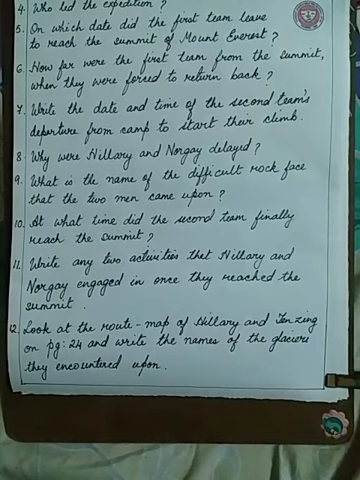 4. Who led the expedition ?
5. On which date did the first team leave
to reach the summit of Mount Everest ?
6. How far were the first team from the summit,
when they were forced to return back ?
7. Write the date and time of the second team's
departure from camp to start their climb.
8. Why were Hillary and Norgay delayed ?
9. What is the name of the difficult rock face
that the two men came upon ?
10. At what time did the second team finally
reach the summit ?
11. Write any two activities that Hillary and
Norgay engaged in once they reached the
summit .
12. Look at the route - map of Hillary and Tenzing
on pg: 24 and write the names of the glaciers
they encountered upon .